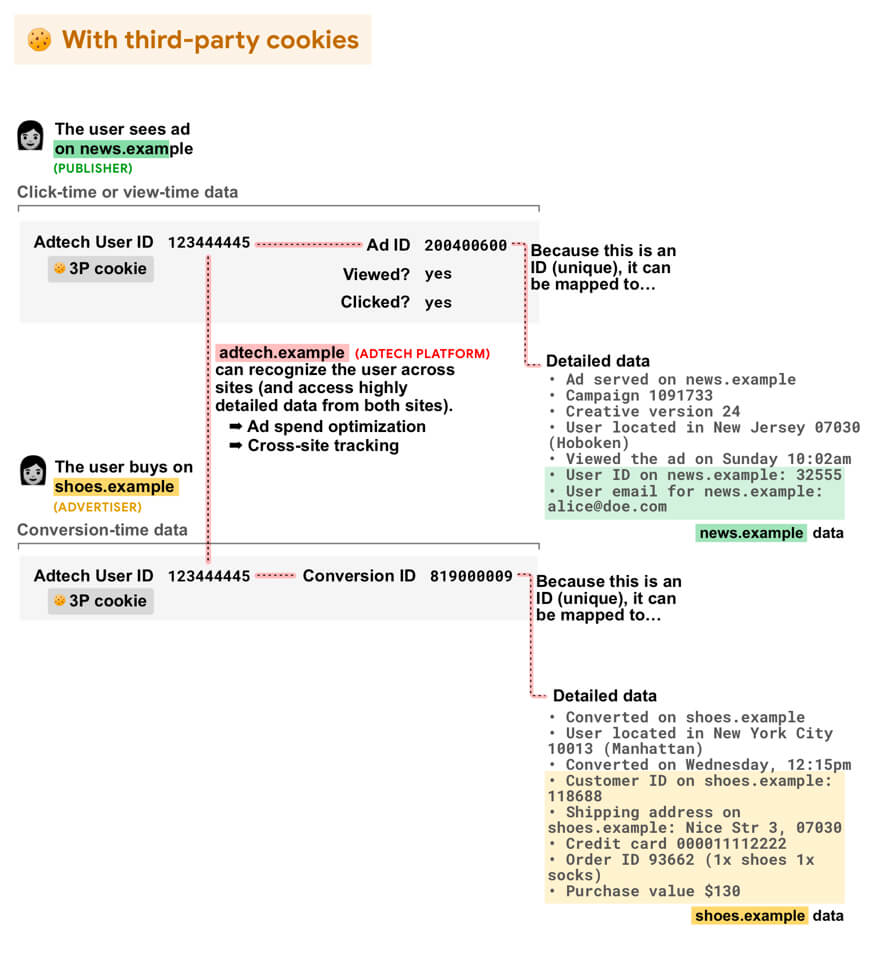 With third-party cookies
The user sees ad
on news.example
(PUBLISHER)
Click-time or view-time data
Adtech User ID 123444445 Ad ID 200400600
3P cookie
Viewed? yes
Clicked? yes
Because this is an
ID (unique), it can
be mapped to...
adtech.example (ADTECH PLATFORM)
can recognize the user across
sites (and access highly
detailed data from both sites).
➡ Ad spend optimization
➡ Cross-site tracking
Detailed data
• Ad served on news.example
• Campaign 1091733
• Creative version 24
• User located in New Jersey 07030
(Hoboken)
• Viewed the ad on Sunday 10:02am
• User ID on news.example: 32555
• User email for news.example:
alice@doe.com
news.example data
The user buys on
shoes.example
(ADVERTISER)
Conversion-time data
Adtech User ID 123444445 Conversion ID 819000009
3P cookie
Because this is an
ID (unique), it can
be mapped to...
Detailed data
• Converted on shoes.example
• User located in New York City
10013 (Manhattan)
• Converted on Wednesday, 12:15pm
• Customer ID on shoes.example:
118688
• Shipping address on
shoes.example: Nice Str 3, 07030
• Credit card 000011112222
• Order ID 93662 (1x shoes 1x
socks)
• Purchase value $130
shoes.example data